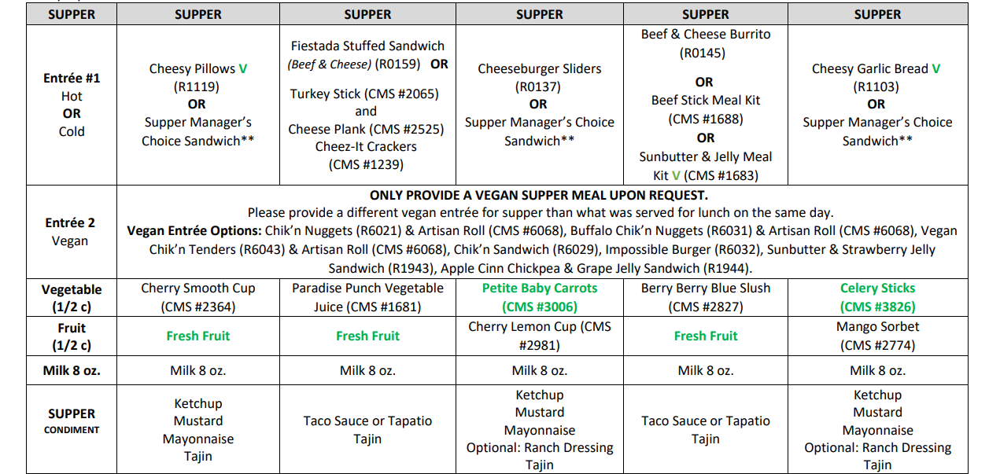 SUPPER SUPPER SUPPER SUPPER SUPPER SUPPER
Entrée #1
Hot
OR
Cold
Cheesy Pillows V
(R1119)
OR
Supper Manager’s
Choice Sandwich**
Fiestada Stuffed Sandwich
(Beef & Cheese) (R0159) OR
Turkey Stick (CMS #2065)
and
Cheese Plank (CMS #2525)
Cheez-It Crackers
(CMS #1239)
Cheeseburger Sliders
(R0137)
OR
Supper Manager’s Choice
Sandwich**
Beef & Cheese Burrito
(R0145)
OR
Beef Stick Meal Kit
(CMS #1688)
OR
Sunbutter & Jelly Meal
Kit V (CMS #1683)
Cheesy Garlic Bread V
(R1103)
OR
Supper Manager’s Choice
Sandwich**
Entrée 2
Vegan
ONLY PROVIDE A VEGAN SUPPER MEAL UPON REQUEST.
Please provide a different vegan entrée for supper than what was served for lunch on the same day.
Vegan Entrée Options: Chik’n Nuggets (R6021) & Artisan Roll (CMS #6068), Buffalo Chik’n Nuggets (R6031) & Artisan Roll (CMS #6068), Vegan
Chik’n Tenders (R6043) & Artisan Roll (CMS #6068), Chik’n Sandwich (R6029), Impossible Burger (R6032), Sunbutter & Strawberry Jelly
Sandwich (R1943), Apple Cinn Chickpea & Grape Jelly Sandwich (R1944).
Vegetable
(1/2 c)
Cherry Smooth Cup
(CMS #2364)
Paradise Punch Vegetable
Juice (CMS #1681)
Petite Baby Carrots
(CMS #3006)
Berry Berry Blue Slush
(CMS #2827)
Celery Sticks
(CMS #3826)
Fruit
(1/2 c)
Fresh Fruit
Fresh Fruit
Cherry Lemon Cup (CMS
#2981)
Fresh Fruit
Mango Sorbet
(CMS #2774)
Milk 8 oz. Milk 8 oz. Milk 8 oz. Milk 8 oz. Milk 8 oz. Milk 8 oz.
SUPPER
CONDIMENT
Ketchup
Mustard
Mayonnaise
Tajin
Taco Sauce or Tapatio
Tajin
Ketchup
Mustard
Mayonnaise
Optional: Ranch Dressing
Tajin
Taco Sauce or Tapatio
Tajin
Ketchup
Mustard
Mayonnaise
Optional: Ranch Dressing
Tajin